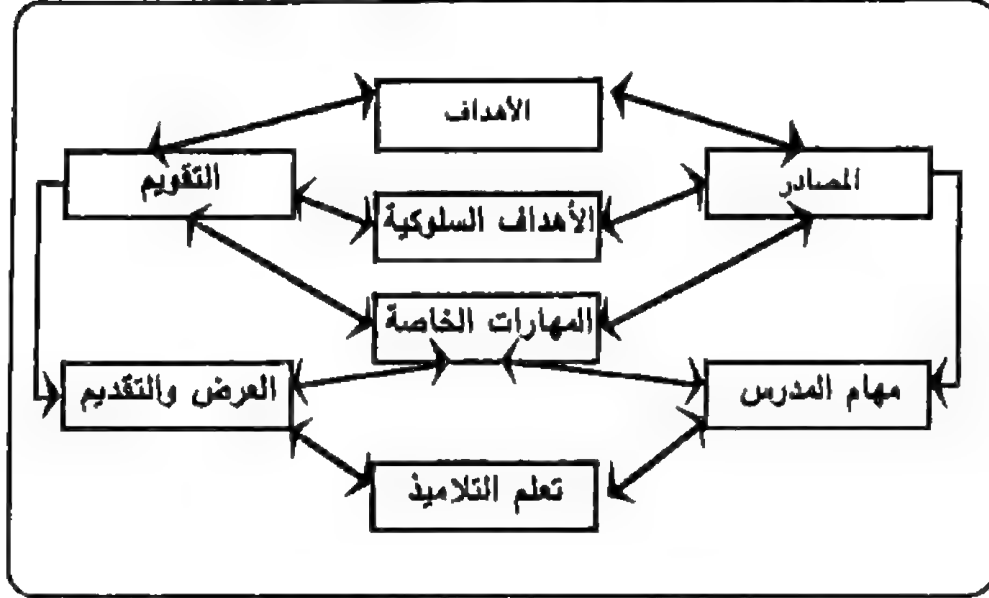 الأهداف
المصادر
التقويم
الأهداف السلوكية
المهارات الخاصة
مهام المدرس
العرض والتقديم
تعلم التلاميذ